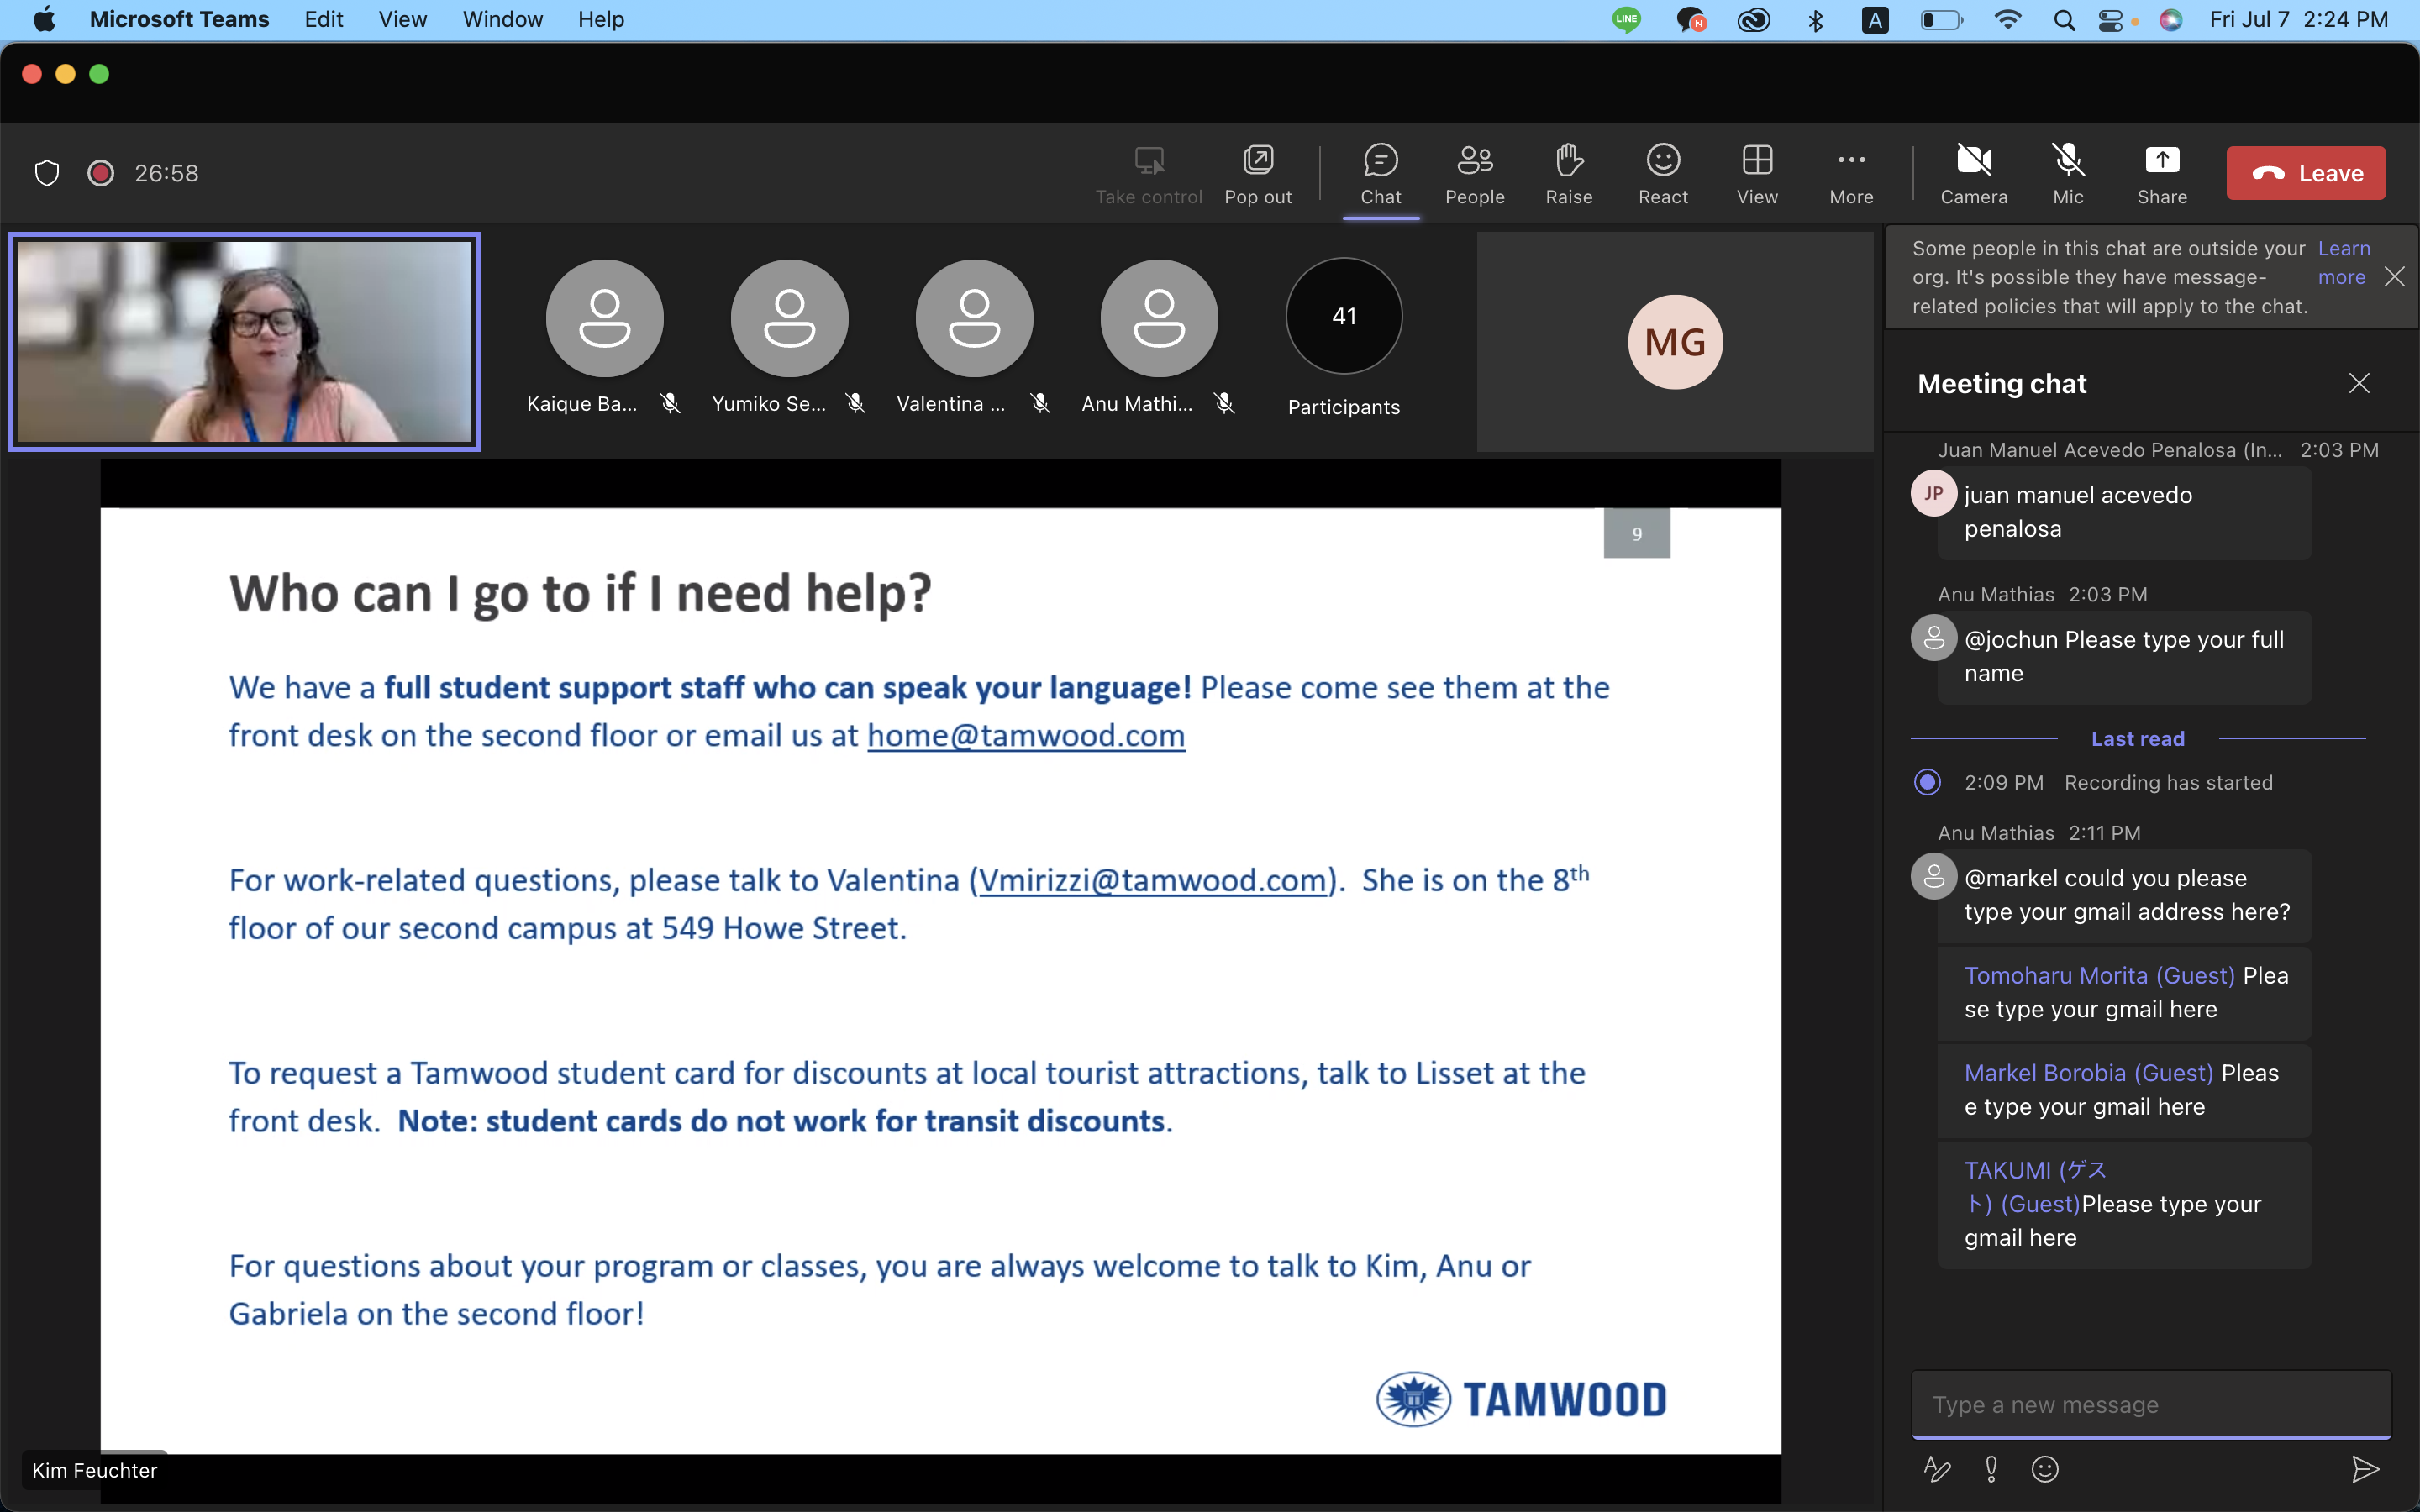 Microsoft Teams Edit View Window Help
LINE N A Fri Jul 7 2:24 PM
26:58
Take control Pop out Chat People Raise React View More Camera Mic Share Leave
Kaique Ba... Yumiko Se... Valentina ... Anu Mathi...
41
Participants
MG
Some people in this chat are outside your Learn
org. It's possible they have message- more
related policies that will apply to the chat.
Meeting chat
Juan Manuel Acevedo Penalosa (In... 2:03 PM
JP
juan manuel acevedo
penalosa
Anu Mathias 2:03 PM
@jochun Please type your full
name
Last read
2:09 PM Recording has started
Anu Mathias 2:11 PM
@markel could you please
type your gmail address here?
Tomoharu Morita (Guest) Plea
se type your gmail here
Markel Borobia (Guest) Pleas
e type your gmail here
TAKUMI (ゲス
ト) (Guest)Please type your
gmail here
Type a new message
9
Who can I go to if I need help?
We have a full student support staff who can speak your language! Please come see them at the
front desk on the second floor or email us at home@tamwood.com
For work-related questions, please talk to Valentina (Vmirizzi@tamwood.com). She is on the 8th
floor of our second campus at 549 Howe Street.
To request a Tamwood student card for discounts at local tourist attractions, talk to Lisset at the
front desk. Note: student cards do not work for transit discounts.
For questions about your program or classes, you are always welcome to talk to Kim, Anu or
Gabriela on the second floor!
TAMWOOD
Kim Feuchter